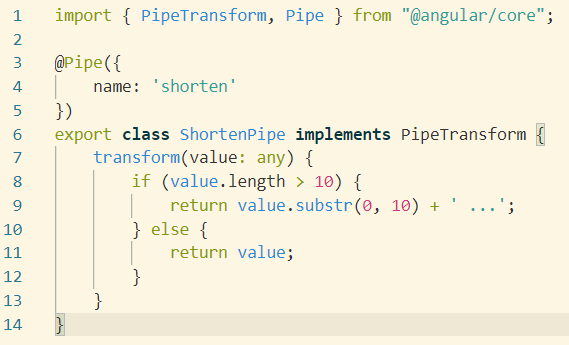 1 import { PipeTransform, Pipe } from "@angular/core";
2
3 @Pipe({
4     name: 'shorten'
5 })
6 export class ShortenPipe implements PipeTransform {
7     transform(value: any) {
8         if (value.length > 10) {
9             return value.substr(0, 10) + ' ...';
10         } else {
11             return value;
12         }
13     }
14 }